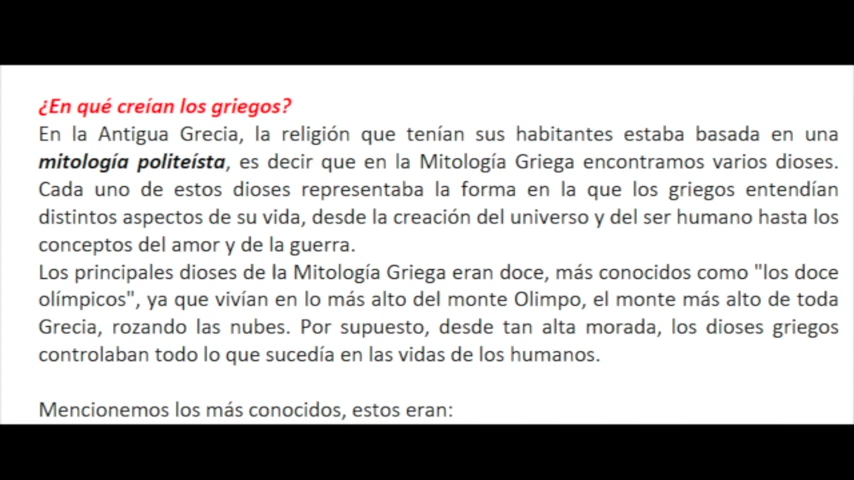 ¿En qué creían los griegos?
En la Antigua Grecia, la religión que tenían sus habitantes estaba basada en una
mitología politeísta, es decir que en la Mitología Griega encontramos varios dioses.
Cada uno de estos dioses representaba la forma en la que los griegos entendían
distintos aspectos de su vida, desde la creación del universo y del ser humano hasta los
conceptos del amor y de la guerra.
Los principales dioses de la Mitología Griega eran doce, más conocidos como "los doce
olímpicos", ya que vivían en lo más alto del monte Olimpo, el monte más alto de toda
Grecia, rozando las nubes. Por supuesto, desde tan alta morada, los dioses griegos
controlaban todo lo que sucedía en las vidas de los humanos.
Mencionemos los más conocidos, estos eran: